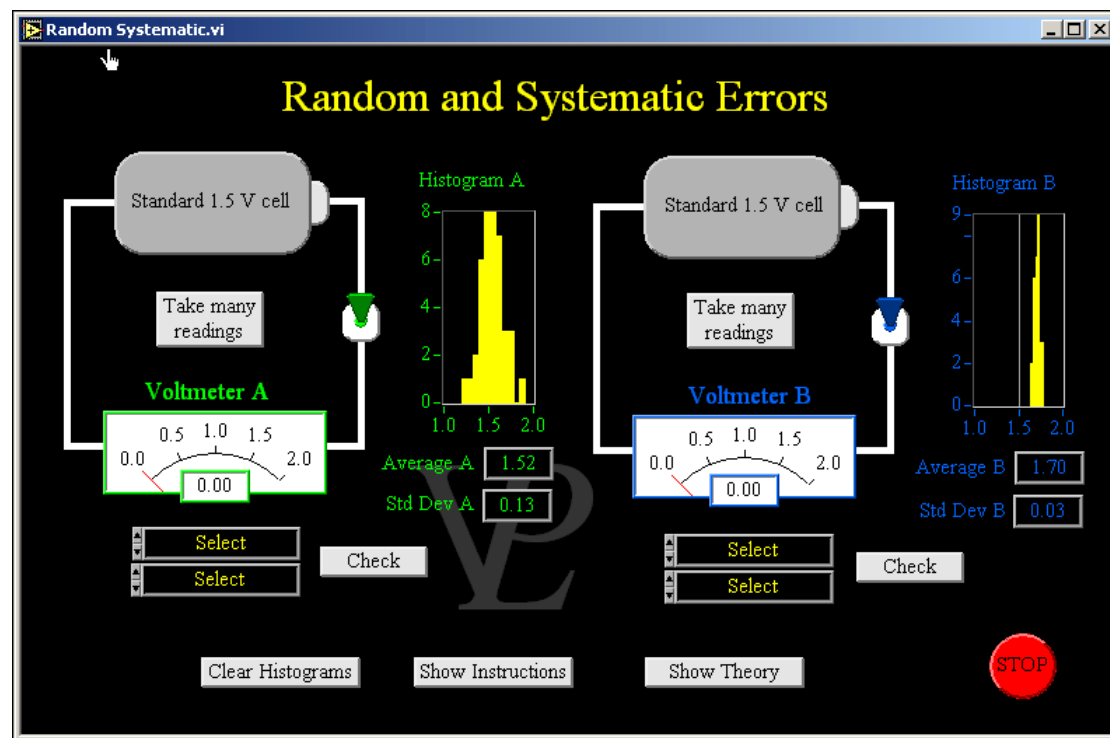 Random Systematic.vi
Random and Systematic Errors
Standard 1.5 V cell
Histogram A
8
6
4
2
0
1.0 1.5 2.0
Take many
readings
Voltmeter A
0.0 0.5 1.0 1.5 2.0
0.00
Average A 1.52
Std Dev A 0.13
Select
Select
Check
Standard 1.5 V cell
Histogram B
9
6
4
2
0
1.0 1.5 2.0
Take many
readings
Voltmeter B
0.0 0.5 1.0 1.5 2.0
0.00
Average B 1.70
Std Dev B 0.03
Select
Select
Check
VPL
Clear Histograms
Show Instructions
Show Theory
STOP